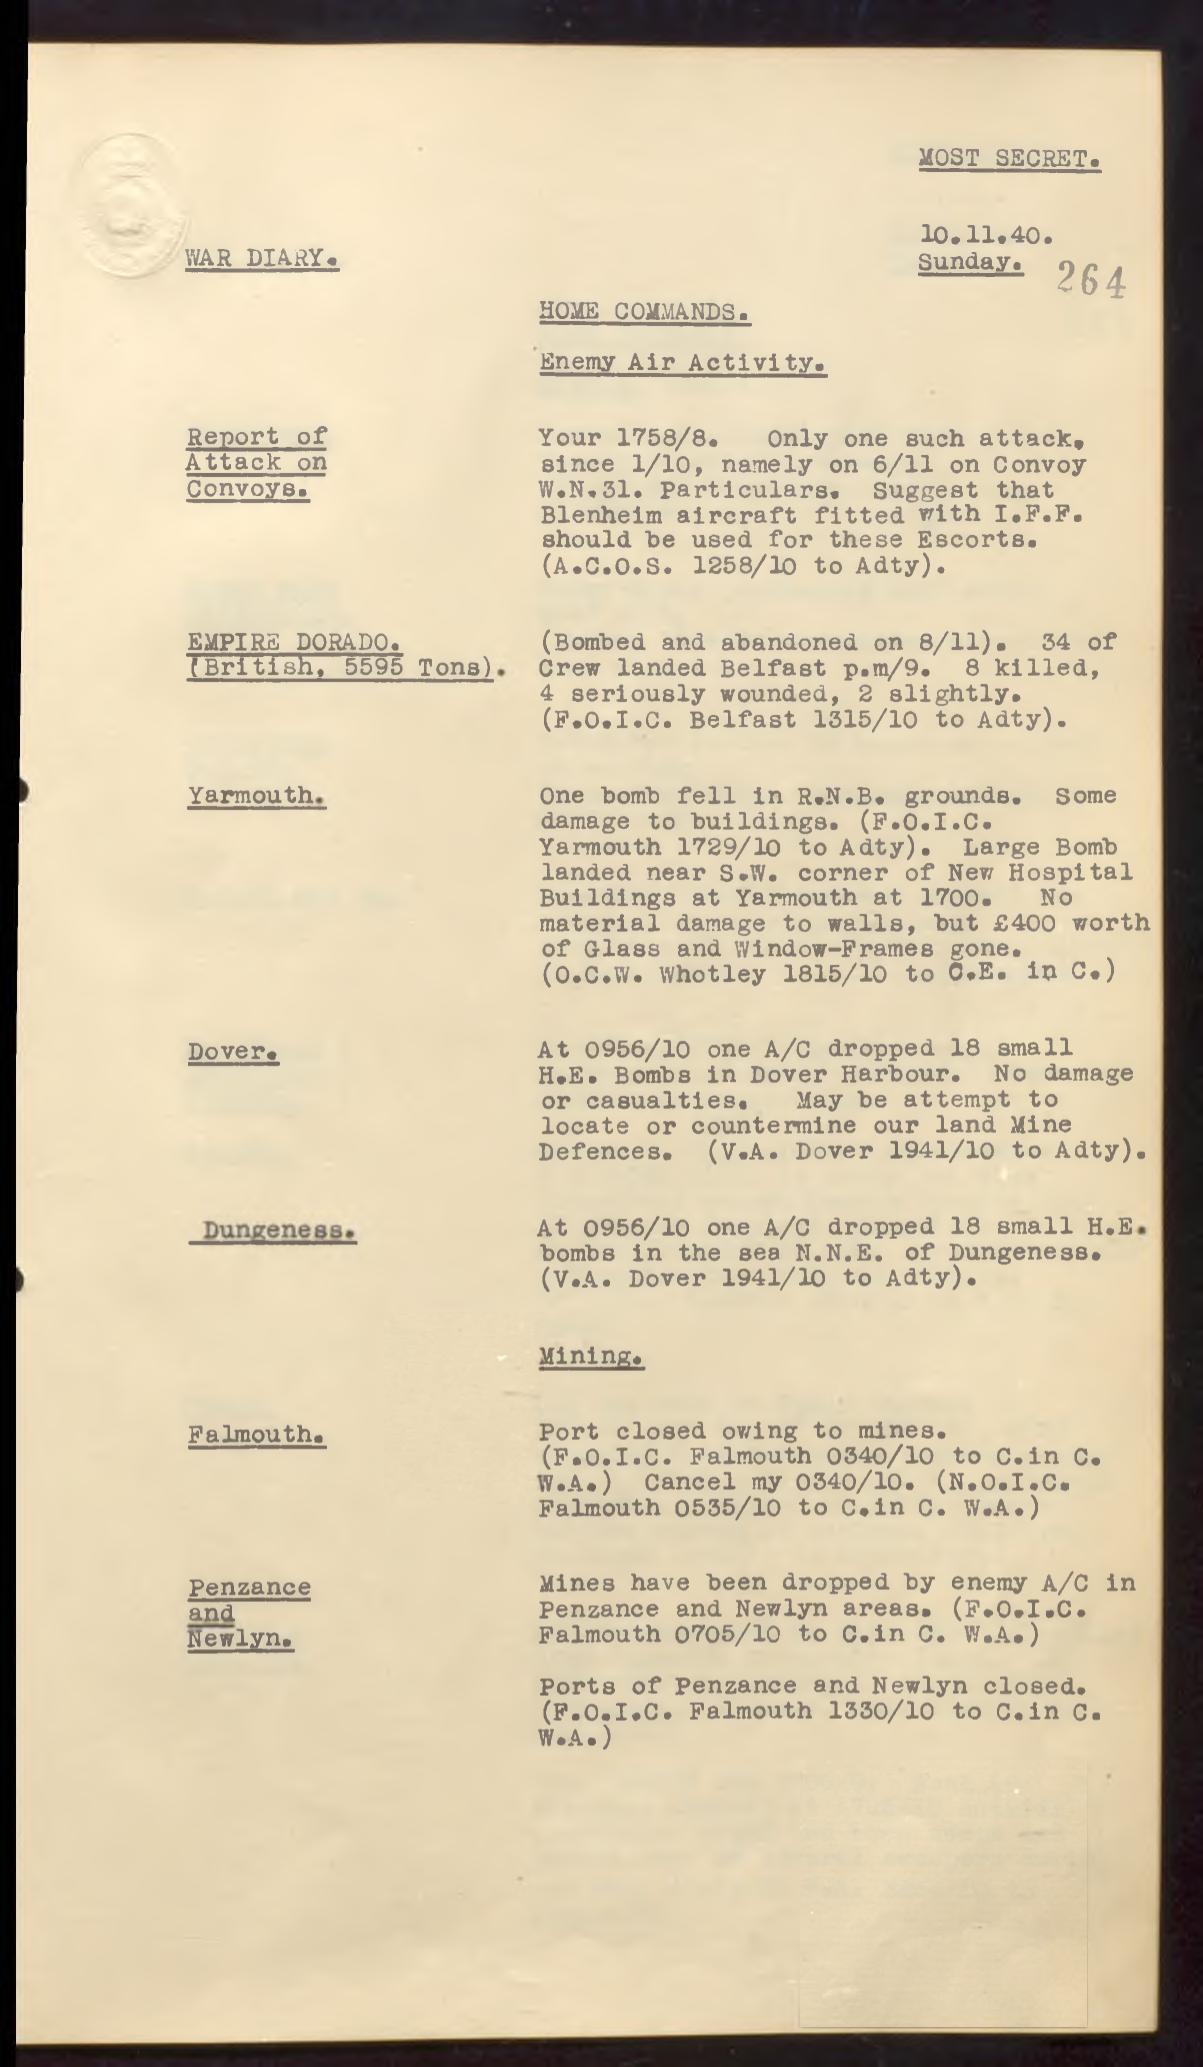 MOST SECRET.
10.11.40.
WAR DIARY.
Sunday.
264
HOME COMMANDS.
Enemy Air Activity.
Report of
Attack on
Convoys.
Your 1758/8. Only one such attack,
since 1/10, namely on 6/11 on Convoy
W.N.31. Particulars. Suggest that
Blenheim aircraft fitted with I.F.F.
should be used for these Escorts.
(A.C.O.S. 1258/10 to Adty).
EMPIRE DORADO.
(British, 5595 Tons).
(Bombed and abandoned on 8/11). 34 of
Crew landed Belfast p.m/9. 8 killed,
4 seriously wounded, 2 slightly.
(F.O.I.C. Belfast 1315/10 to Adty).
Yarmouth.
One bomb fell in R.N.B. grounds. Some
damage to buildings. (F.O.I.C.
Yarmouth 1729/10 to Adty). Large Bomb
landed near S.W. corner of New Hospital
Buildings at Yarmouth at 1700. No
material damage to walls, but £400 worth
of Glass and Window-Frames gone.
(O.C.W. Whotley 1815/10 to C.E. in C.)
Dover.
At 0956/10 one A/C dropped 18 small
H.E. Bombs in Dover Harbour. No damage
or casualties. May be attempt to
locate or countermine our land Mine
Defences. (V.A. Dover 1941/10 to Adty).
Dungeness.
At 0956/10 one A/C dropped 18 small H.E.
bombs in the sea N.N.E. of Dungeness.
(V.A. Dover 1941/10 to Adty).
Mining.
Falmouth.
Port closed owing to mines.
(F.O.I.C. Falmouth 0340/10 to C.in C.
W.A.) Cancel my 0340/10. (N.O.I.C.
Falmouth 0535/10 to C.in C. W.A.)
Penzance
and
Newlyn.
Mines have been dropped by enemy A/C in
Penzance and Newlyn areas. (F.O.I.C.
Falmouth 0705/10 to C.in C. W.A.)
Ports of Penzance and Newlyn closed.
(F.O.I.C. Falmouth 1330/10 to C.in C.
W.A.)